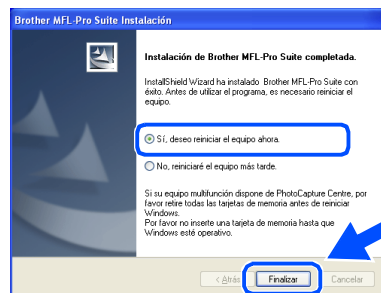 Brother MFL-Pro Suite Instalación
Instalación de Brother MFL-Pro Suite completada.
InstallShield Wizard ha instalado Brother MFL-Pro Suite con
éxito. Antes de utilizar el programa, es necesario reiniciar el
equipo.
Sí, deseo reiniciar el equipo ahora.
No, reiniciaré el equipo más tarde.
Si su equipo multifunción dispone de PhotoCapture Centre, por
favor retire todas las tarjetas de memoria antes de reiniciar
Windows.
Por favor no inserte una tarjeta de memoria hasta que
Windows esté operativo.
< Atrás Finalizar Cancelar